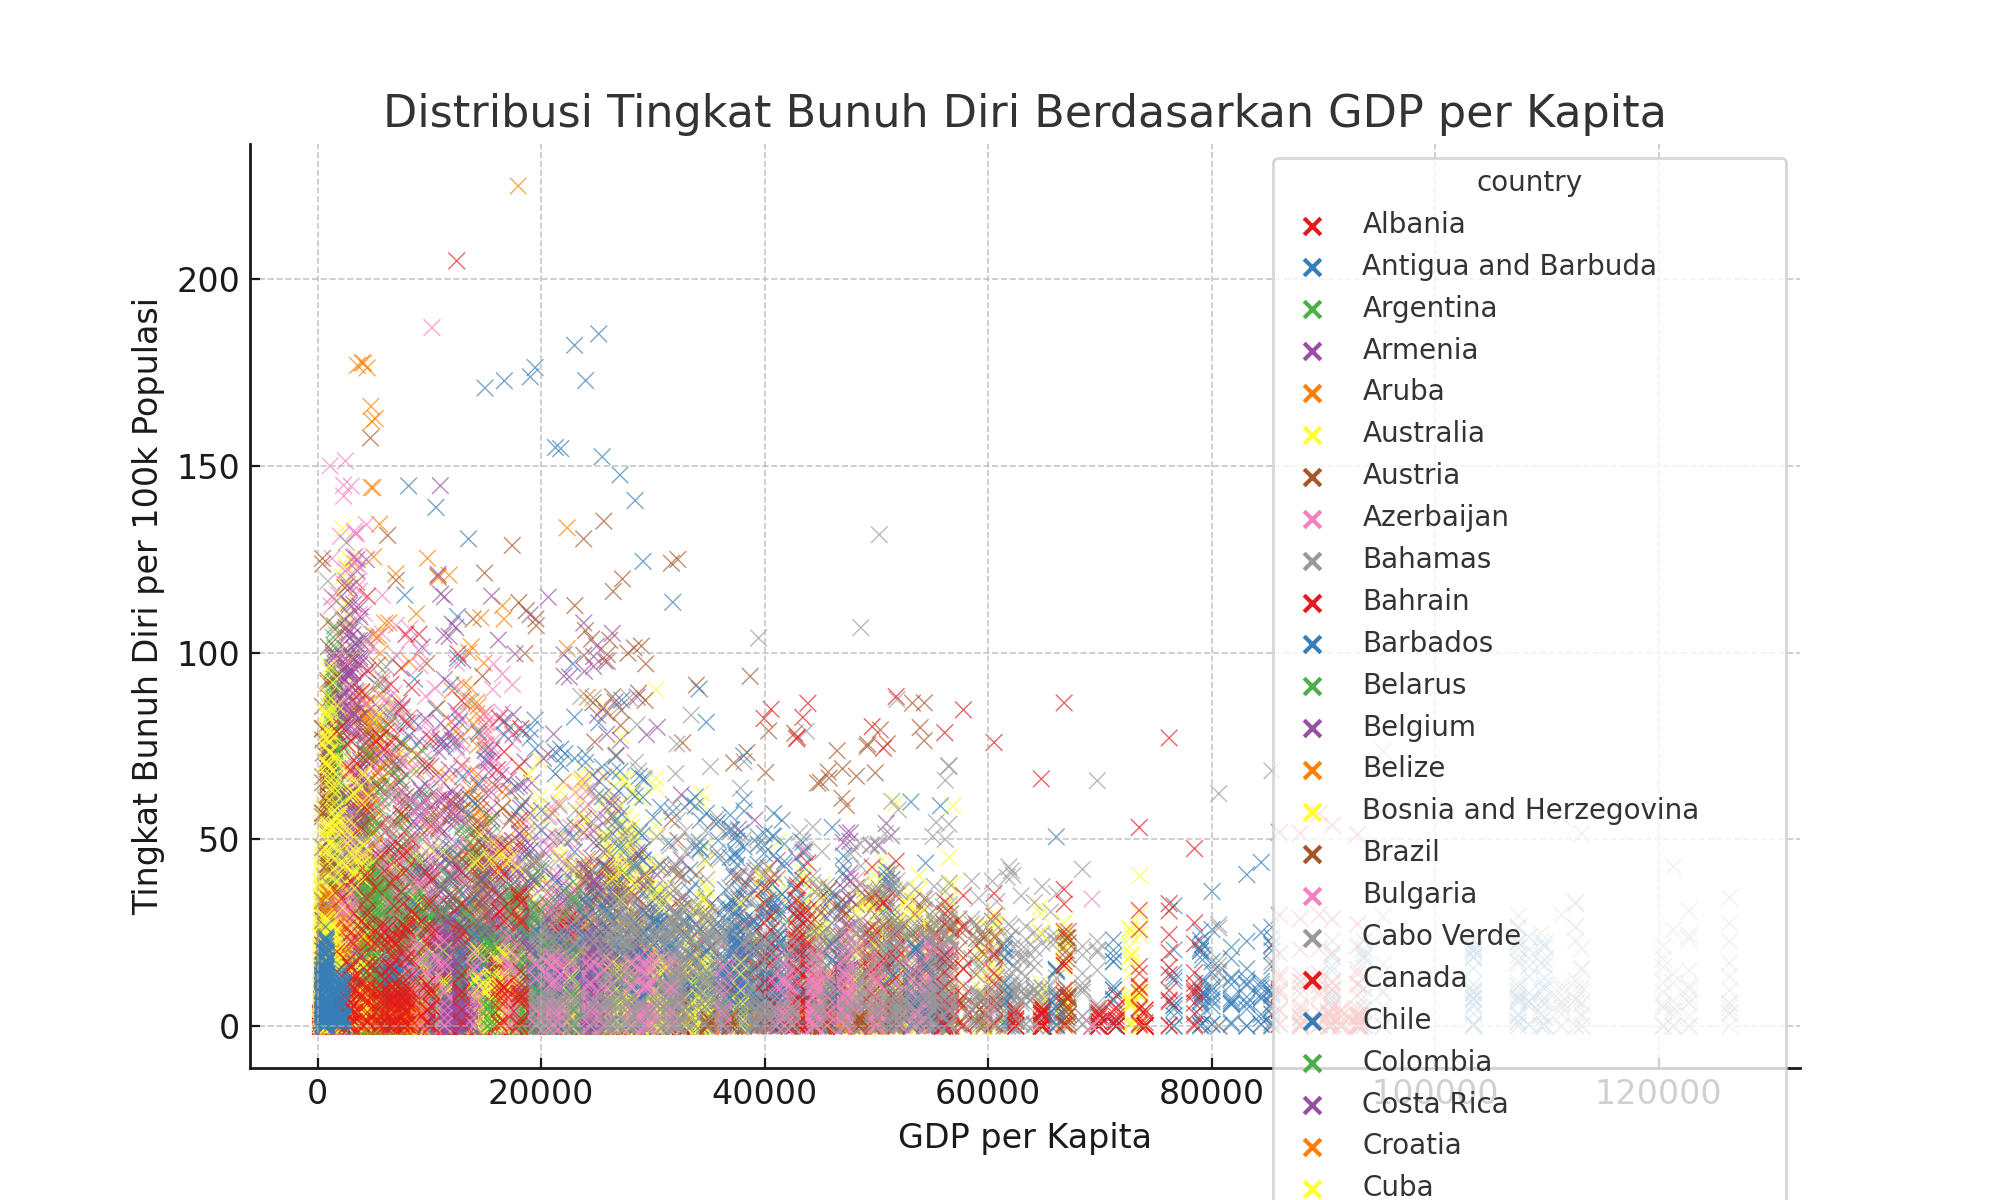 Distribusi Tingkat Bunuh Diri Berdasarkan GDP per Kapita
Tingkat Bunuh Diri per 100k Populasi
200
150
100
50
0
0 20000 40000 60000 80000 100000 120000
GDP per Kapita
country
Albania
Antigua and Barbuda
Argentina
Armenia
Aruba
Australia
Austria
Azerbaijan
Bahamas
Bahrain
Barbados
Belarus
Belgium
Belize
Bosnia and Herzegovina
Brazil
Bulgaria
Cabo Verde
Canada
Chile
Colombia
Costa Rica
Croatia
Cuba